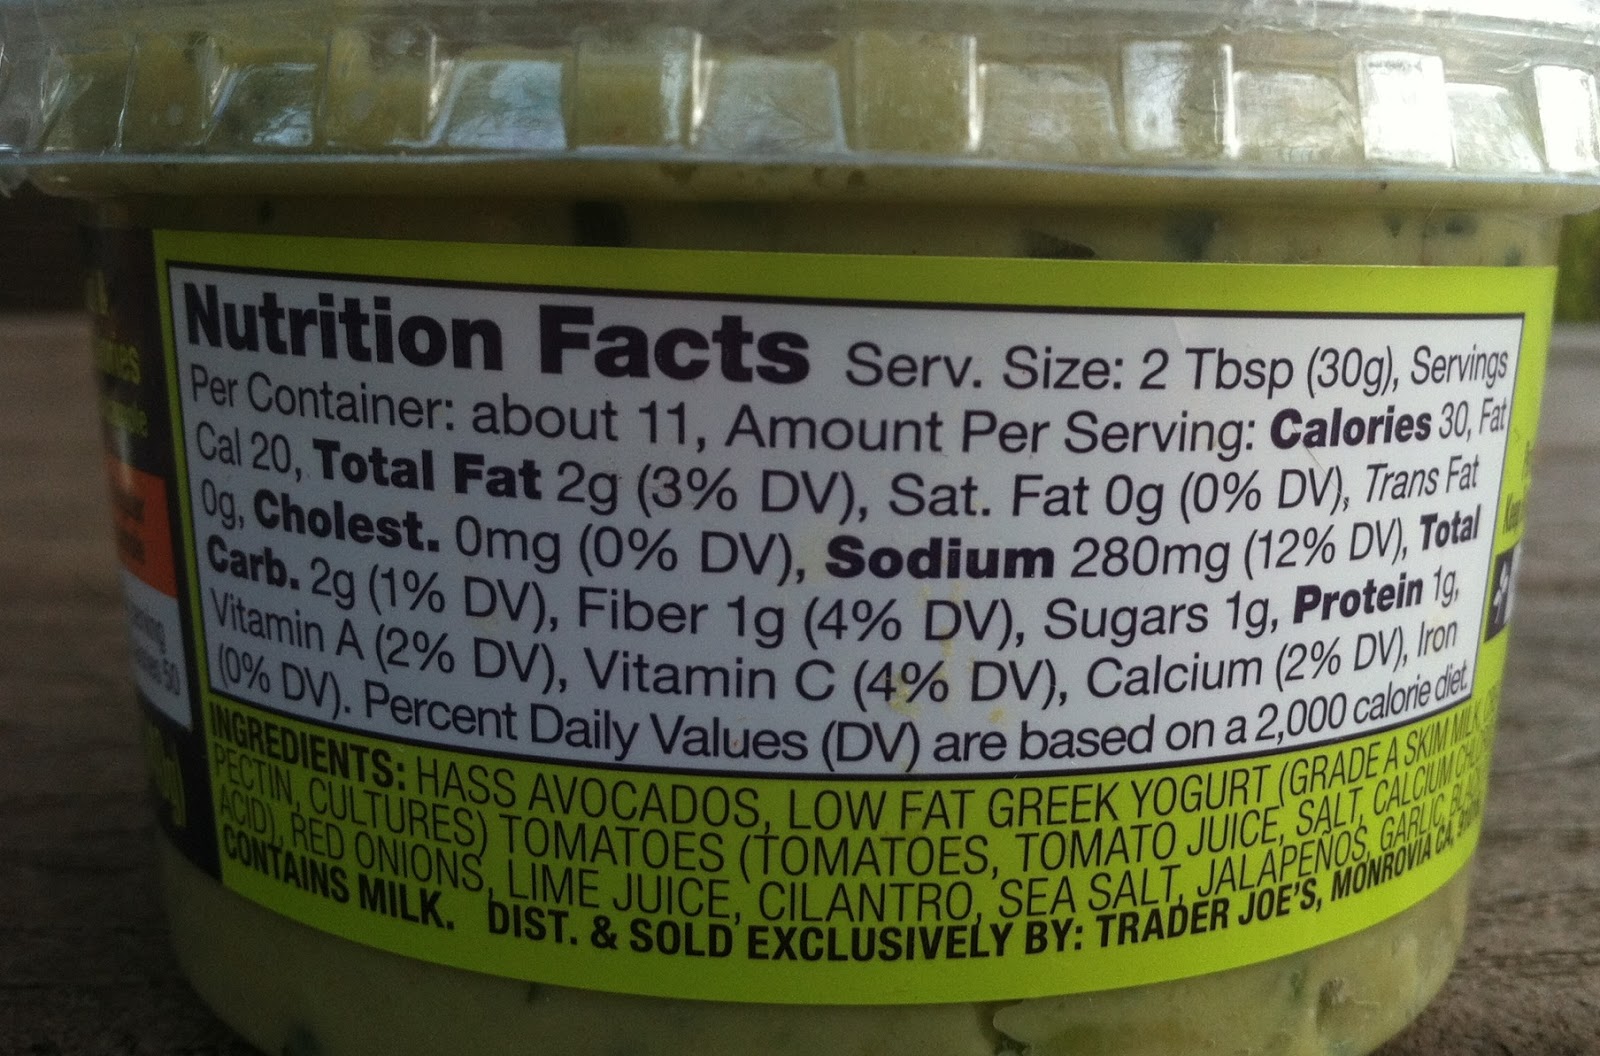 Nutrition Facts Serv. Size: 2 Tbsp (30g), Servings
Per Container: about 11, Amount Per Serving: Calories 30, Fat
Cal 20, Total Fat 2g (3% DV), Sat. Fat 0g (0% DV), Trans Fat
0g, Cholest. 0mg (0% DV), Sodium 280mg (12% DV), Total
Carb. 2g (1% DV), Fiber 1g (4% DV), Sugars 1g, Protein 1g,
Vitamin A (2% DV), Vitamin C (4% DV), Calcium (2% DV), Iron
(0% DV). Percent Daily Values (DV) are based on a 2,000 calorie diet.
INGREDIENTS: HASS AVOCADOS, LOW FAT GREEK YOGURT (GRADE A SKIM MILK,
PECTIN, CULTURES) TOMATOES (TOMATOES, TOMATO JUICE, SALT, CALCIUM
ACID), RED ONIONS, LIME JUICE, CILANTRO, SEA SALT, JALAPEÑOS, GARLIC,
CONTAINS MILK. DIST. & SOLD EXCLUSIVELY BY: TRADER JOE'S, MONROVIA CA,